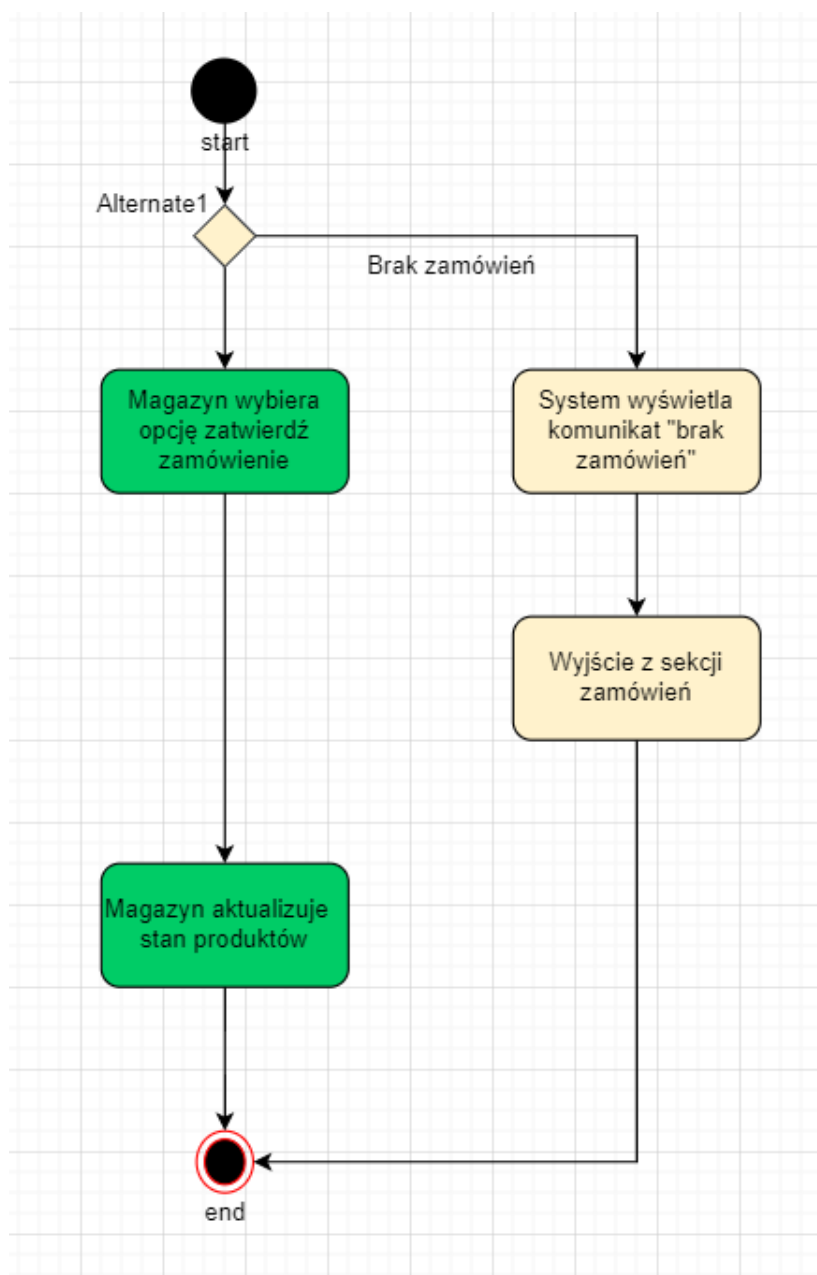 start
Alternate1
Brak zamówień
Magazyn wybiera
opcję zatwierdź
zamówienie
System wyświetla
komunikat "brak
zamówień"
Wyjście z sekcji
zamówień
Magazyn aktualizuje
stan produktów
end